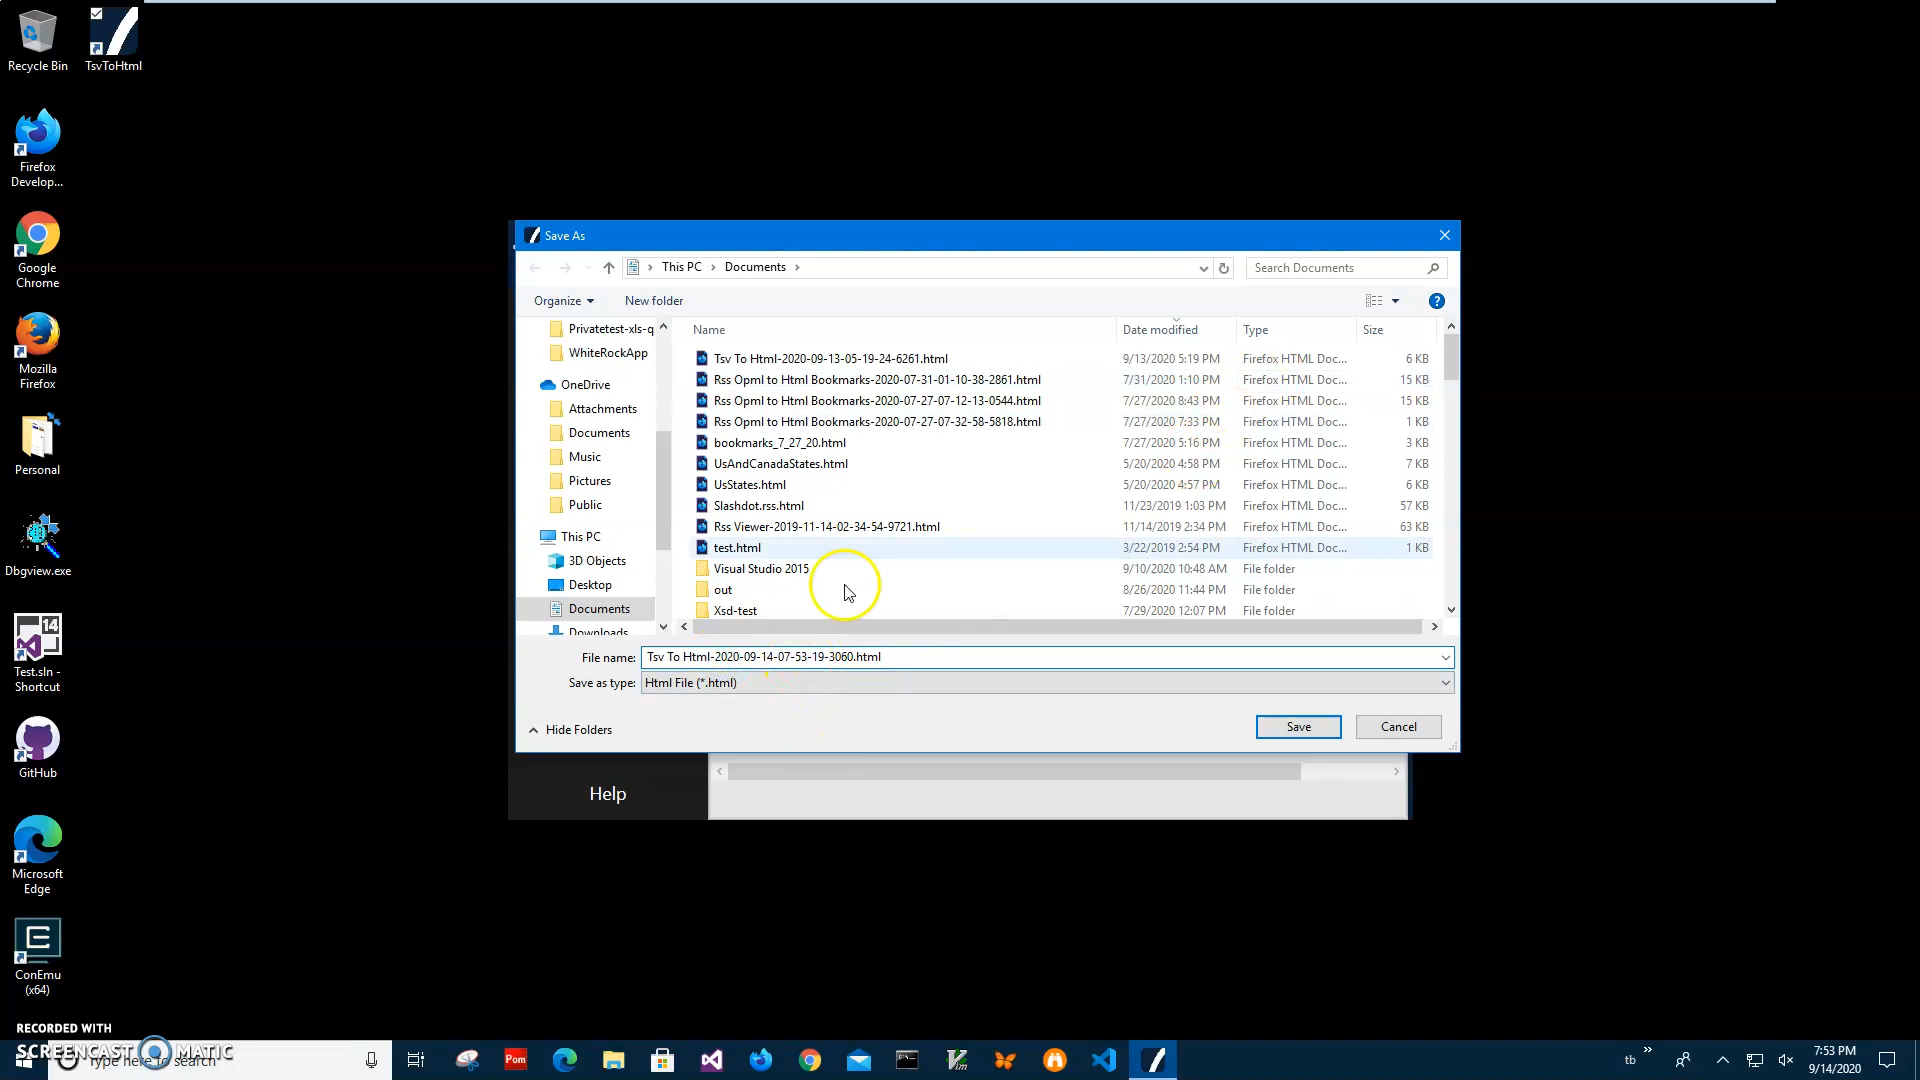 Recycle Bin
TsvToHtml
Firefox
Develop...
Google
Chrome
Mozilla
Firefox
Personal
Dbgview.exe
14
Test.sln -
Shortcut
GitHub
Microsoft
Edge
ConEmu
(x64)
Save As
This PC
Documents
Search Documents
Organize
New folder
?
Privatetest-xls-q
WhiteRockApp
OneDrive
Attachments
Documents
Music
Pictures
Public
This PC
3D Objects
Desktop
Documents
Downloads
Name Date modified Type Size
Tsv To Html-2020-09-13-05-19-24-6261.html 9/13/2020 5:19 PM Firefox HTML Doc... 6 KB
Rss Opml to Html Bookmarks-2020-07-31-01-10-38-2861.html 7/31/2020 1:10 PM Firefox HTML Doc... 15 KB
Rss Opml to Html Bookmarks-2020-07-27-07-12-13-0544.html 7/27/2020 8:43 PM Firefox HTML Doc... 15 KB
Rss Opml to Html Bookmarks-2020-07-27-07-32-58-5818.html 7/27/2020 7:33 PM Firefox HTML Doc... 1 KB
bookmarks_7_27_20.html 7/27/2020 5:16 PM Firefox HTML Doc... 3 KB
UsAndCanadaStates.html 5/20/2020 4:58 PM Firefox HTML Doc... 7 KB
UsStates.html 5/20/2020 4:57 PM Firefox HTML Doc... 6 KB
Slashdot.rss.html 11/23/2019 1:03 PM Firefox HTML Doc... 57 KB
Rss Viewer-2019-11-14-02-34-54-9721.html 11/14/2019 2:34 PM Firefox HTML Doc... 63 KB
test.html 3/22/2019 2:54 PM Firefox HTML Doc... 1 KB
Visual Studio 2015 9/10/2020 10:48 AM File folder
out 8/26/2020 11:44 PM File folder
Xsd-test 7/29/2020 12:07 PM File folder
File name: Tsv To Html-2020-09-14-07-53-19-3060.html
Save as type: Html File (*.html)
Hide Folders
Save
Cancel
Help
RECORDED WITH
SCREENCAST MATIC
Type here to search
Pom
Vim
tb
7:53 PM
9/14/2020